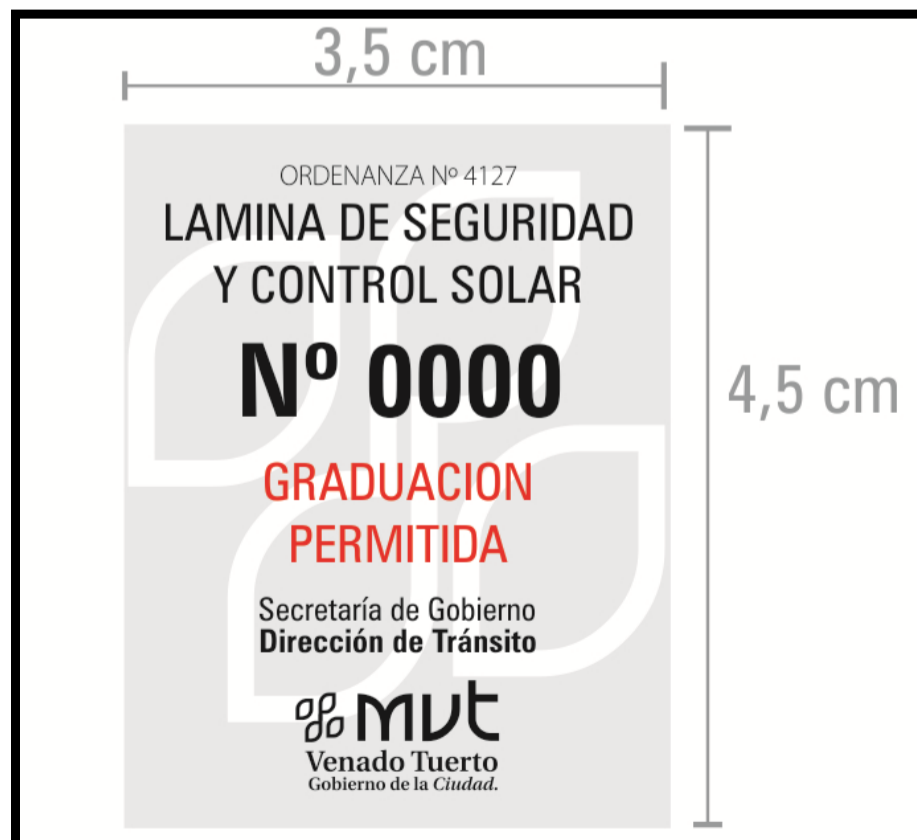 3,5 cm
ORDENANZA Nº 4127
LAMINA DE SEGURIDAD
Y CONTROL SOLAR
Nº 0000
4,5 cm
GRADUACION
PERMITIDA
Secretaría de Gobierno
Dirección de Tránsito
mvt
Venado Tuerto
Gobierno de la Ciudad.